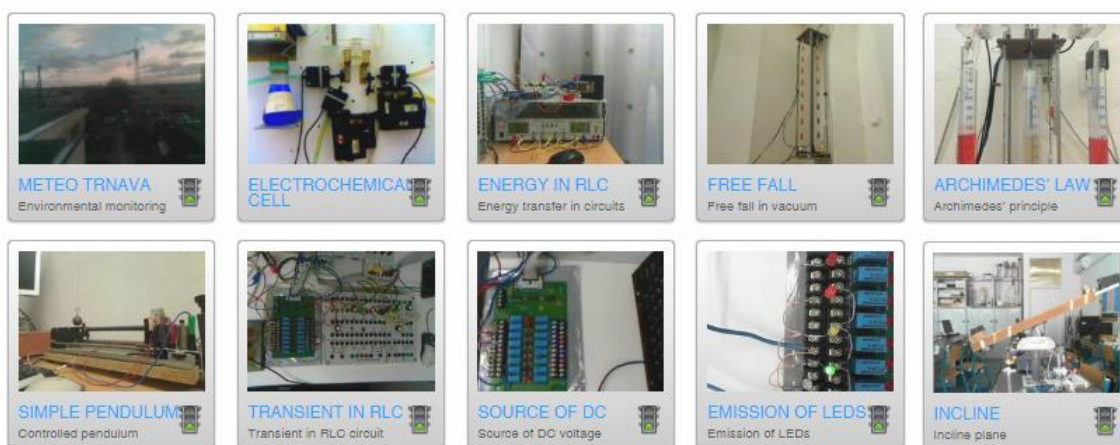 METEO TRNAVA
Environmental monitoring
ELECTROCHEMICAL
CELL
ENERGY IN RLC
Energy transfer in circuits
FREE FALL
Free fall in vacuum
ARCHIMEDES' LAW
Archimedes' principle
SIMPLE PENDULUM
Controlled pendulum
TRANSIENT IN RLC
Transient in RLC circuit
SOURCE OF DC
Source of DC voltage
EMISSION OF LEDS
Emission of LEDs
INCLINE
Incline plane